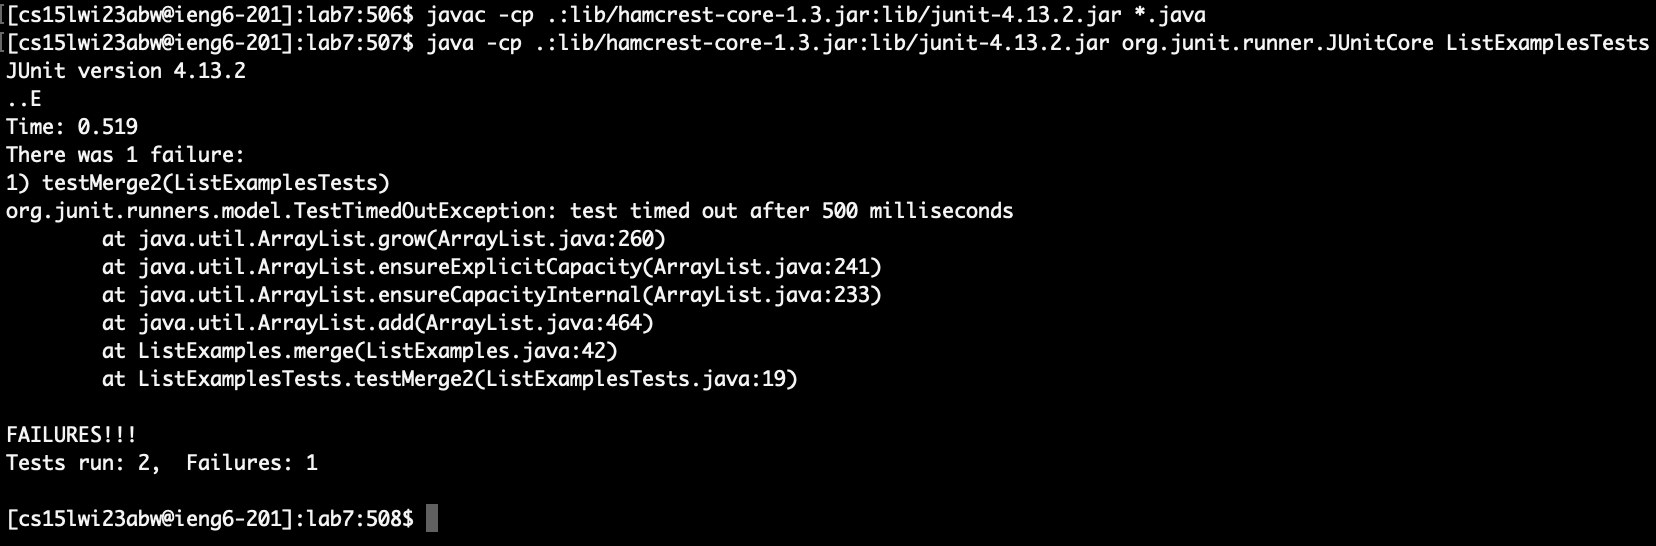 [cs15lwi23abw@ieng6-201]:lab7:506$ javac -cp .:lib/hamcrest-core-1.3.jar:lib/junit-4.13.2.jar *.java
[cs15lwi23abw@ieng6-201]:lab7:507$ java -cp .:lib/hamcrest-core-1.3.jar:lib/junit-4.13.2.jar org.junit.runner.JUnitCore ListExamplesTests
JUnit version 4.13.2
..E
Time: 0.519
There was 1 failure:
1) testMerge2(ListExamplesTests)
org.junit.runners.model.TestTimedOutException: test timed out after 500 milliseconds
        at java.util.ArrayList.grow(ArrayList.java:260)
        at java.util.ArrayList.ensureExplicitCapacity(ArrayList.java:241)
        at java.util.ArrayList.ensureCapacityInternal(ArrayList.java:233)
        at java.util.ArrayList.add(ArrayList.java:464)
        at ListExamples.merge(ListExamples.java:42)
        at ListExamplesTests.testMerge2(ListExamplesTests.java:19)

FAILURES!!!
Tests run: 2,  Failures: 1

[cs15lwi23abw@ieng6-201]:lab7:508$